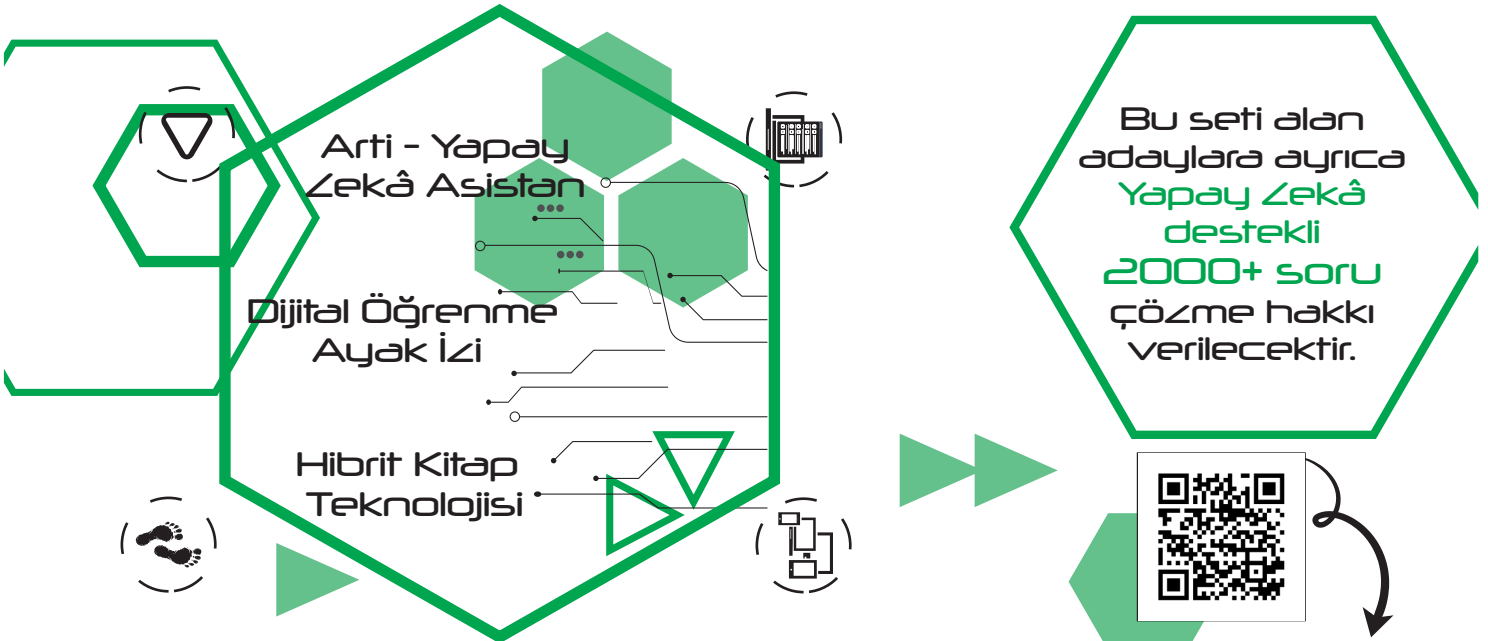 Arti - Yapay
Zekâ Asistan
Dijital Öğrenme
Ayak İzi
Hibrit Kitap
Teknolojisi
Bu seti alan
adaylara ayrıca
Yapay Zekâ
destekli
2000+ soru
çözme hakkı
verilecektir.